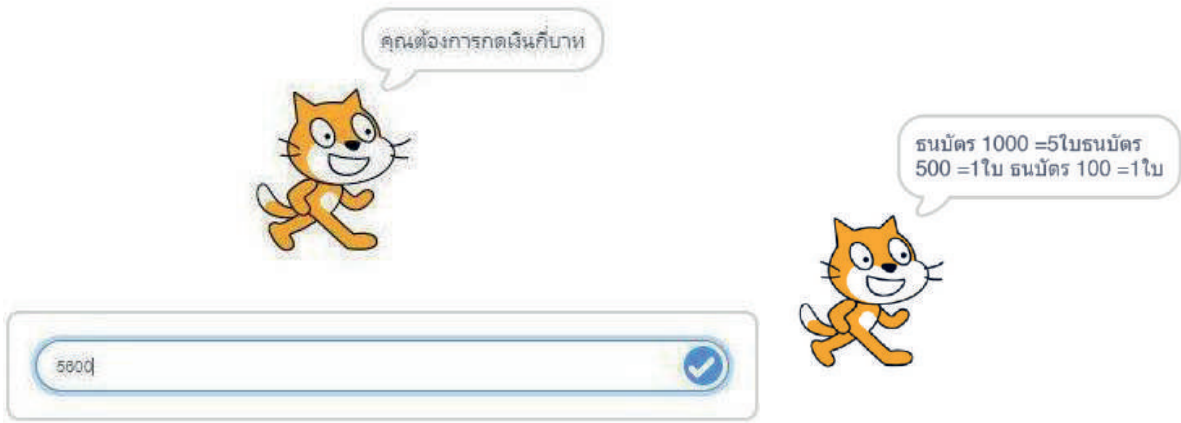 คุณต้องการกดเงินกี่บาท
ธนบัตร 1000 =5ใบธนบัตร
500 =1ใบ ธนบัตร 100 =1ใบ
5600